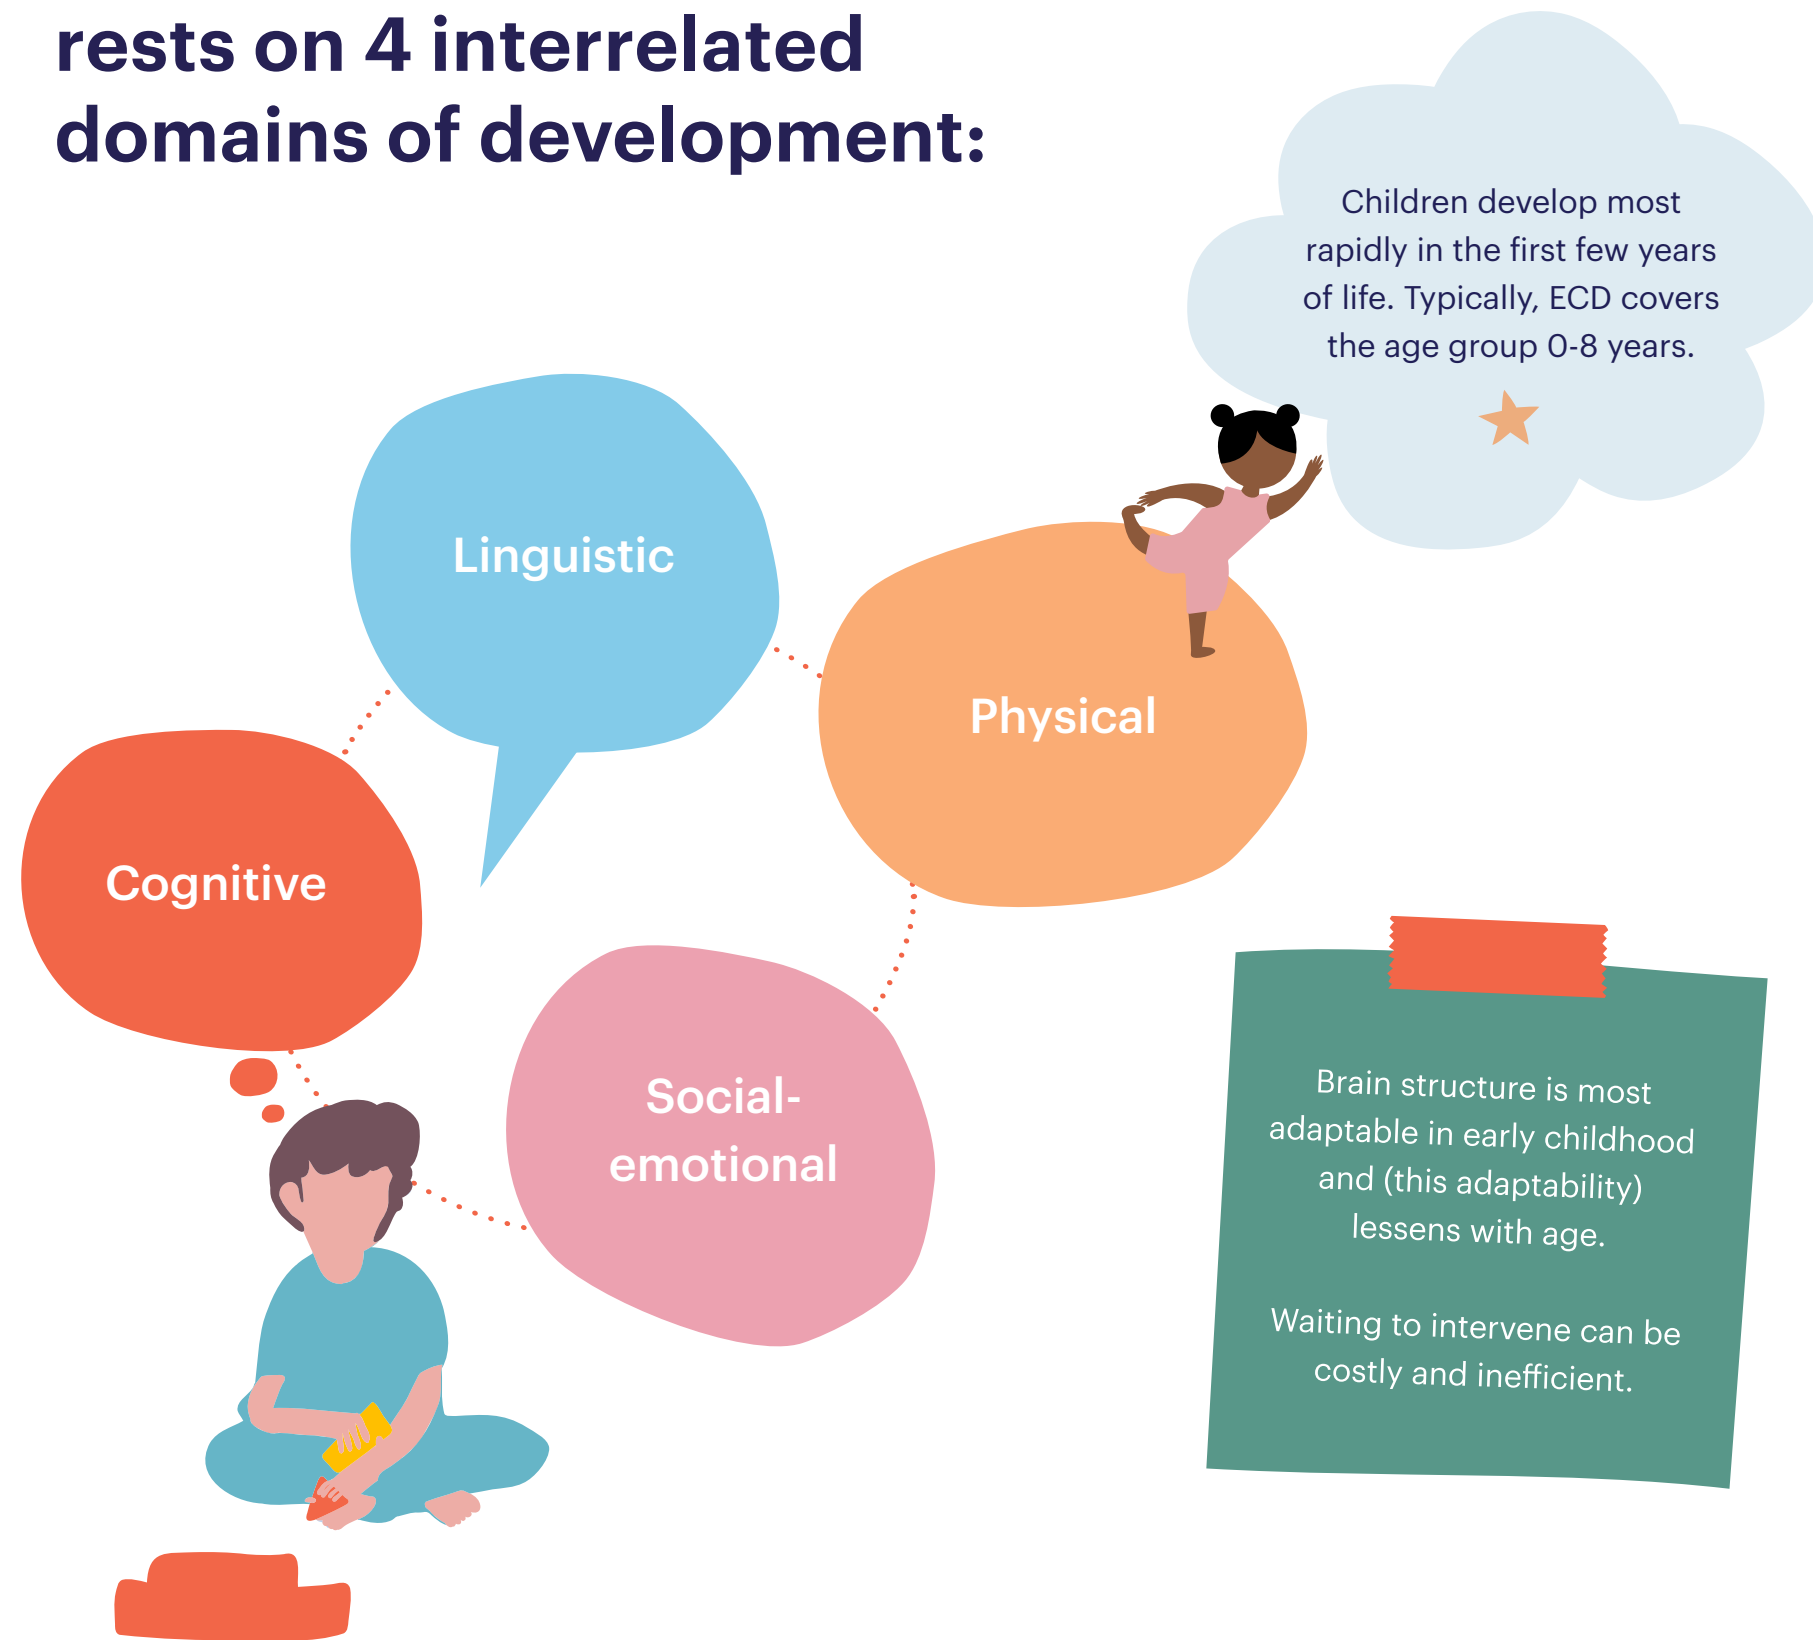 rests on 4 interrelated
domains of development:
Children develop most
rapidly in the first few years
of life. Typically, ECD covers
the age group 0-8 years.
Linguistic
Physical
Cognitive
Social-
emotional
Brain structure is most
adaptable in early childhood
and (this adaptability)
lessens with age.
Waiting to intervene can be
costly and inefficient.